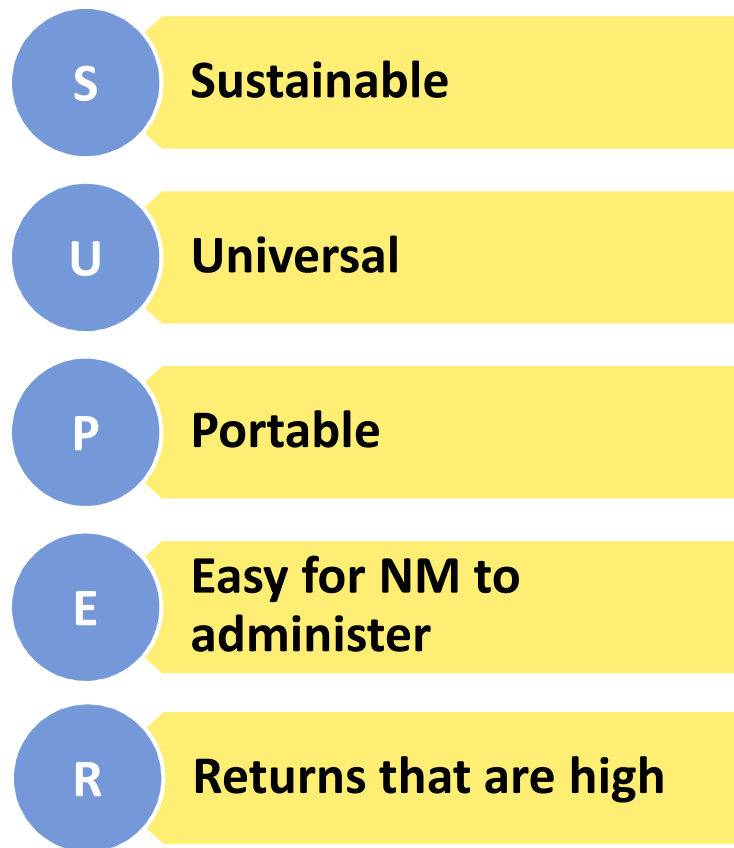 S
Sustainable
U
Universal
P
Portable
E
Easy for NM to
administer
R
Returns that are high